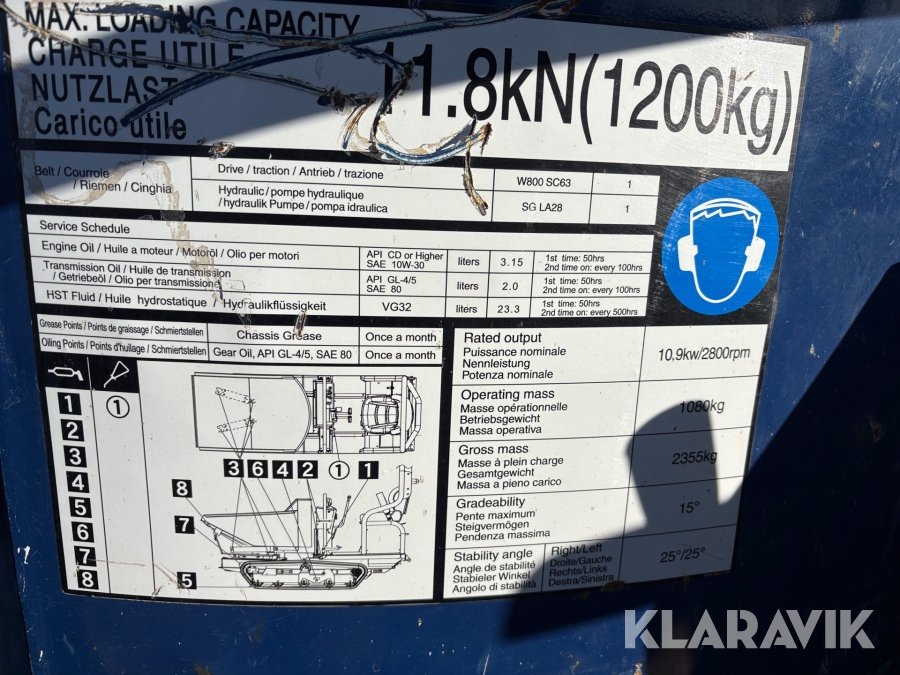 MAX. LOADING CAPACITY
CHARGE UTILE
NUTZLAST
Carico utile
11.8kN(1200kg)
Belt / Courroie
/ Riemen / Cinghia
Drive / traction / Antrieb / trazione
W800 SC63
1
Hydraulic/pompe hydraulique
/hydraulik Pumpe/pompa idraulica
SG LA28
1
Service Schedule
Engine Oil / Huile a moteur / Motoröl / Olio per motori
API CD or Higher
SAE 10W-30
liters
3.15
1st time: 50hrs
2nd time on: every 100hrs
Transmission Oil / Huile de transmission
/ Getriebeöl / Olio per transmissioni
API GL-4/5
SAE 80
liters
2.0
1st time: 50hrs
2nd time on: every 100hrs
HST Fluid / Huile hydrostatique / Hydraulikflüssigkeit
VG32
liters
23.3
1st time: 50hrs
2nd time on: every 500hrs
Grease Points / Points de graissage / Schmierstellen
Chassis Grease
Once a month
Oiling Points / Points d'huilage / Schmierstellen
Gear Oil, API GL-4/5, SAE 80
Once a month
1
2
3
4
5
6
7
8
1
3 6 4 2 1 1
8
7
5
Rated output
Puissance nominale
Nennleistung
Potenza nominale
10,9kw/2800rpm
Operating mass
Masse opérationnelle
Betriebsgewicht
Massa operativa
1080kg
Gross mass
Masse à plein charge
Gesamtgewicht
Massa a pieno carico
2355kg
Gradeability
Pente maximum
Steigvermögen
Pendenza massima
15°
Stability angle
Angle de stabilité
Stabieler Winkel
Angolo di stabilità
Right/Left
Droite/Gauche
Rechts/Links
Destra/Sinistra
25°/25°
KLARAVIK